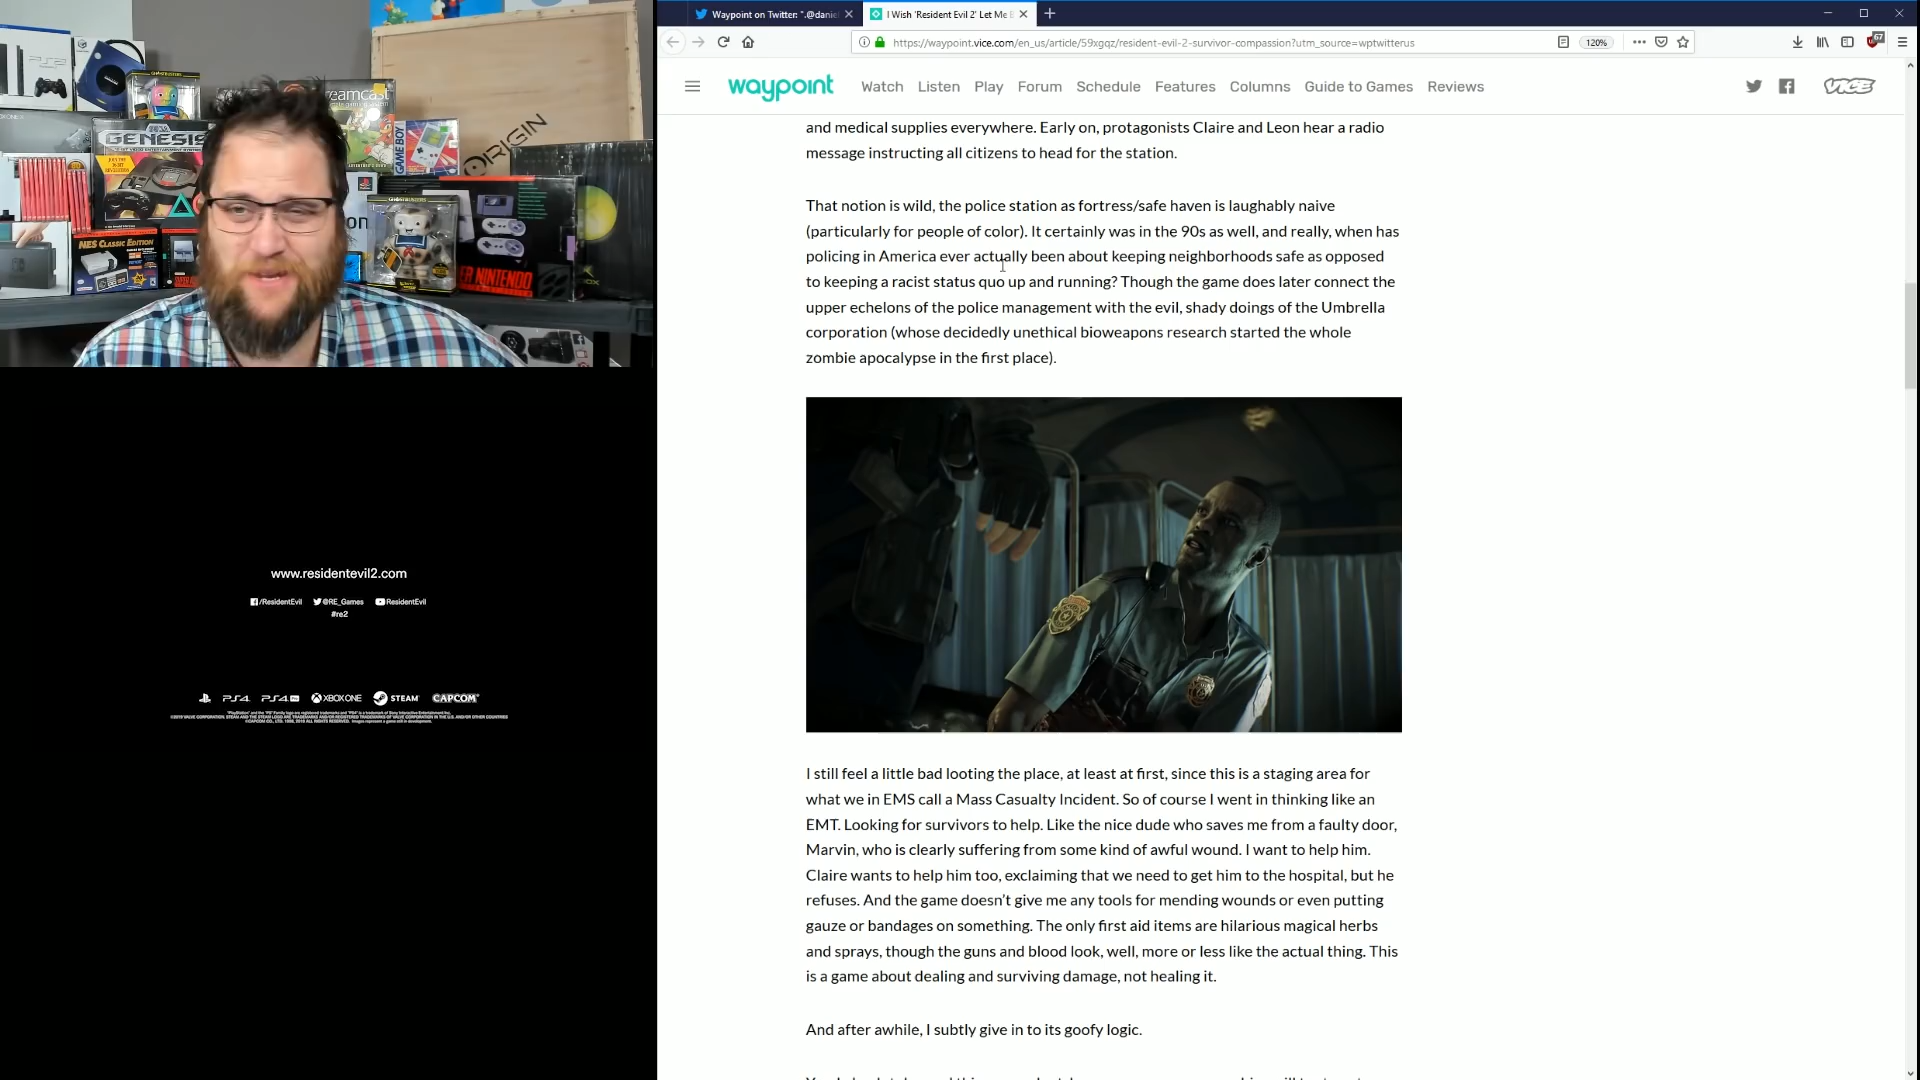 Waypoint on Twitter: ".@danie
I Wish 'Resident Evil 2' Let Me B
https://waypoint.vice.com/en_us/article/59xgqz/resident-evil-2-survivor-compassion?utm_source=wptwitterus
120%
67
waypoint
Watch Listen Play Forum Schedule Features Columns Guide to Games Reviews
VICE
and medical supplies everywhere. Early on, protagonists Claire and Leon hear a radio
message instructing all citizens to head for the station.
That notion is wild, the police station as fortress/safe haven is laughably naive
(particularly for people of color). It certainly was in the 90s as well, and really, when has
policing in America ever actually been about keeping neighborhoods safe as opposed
to keeping a racist status quo up and running? Though the game does later connect the
upper echelons of the police management with the evil, shady doings of the Umbrella
corporation (whose decidedly unethical bioweapons research started the whole
zombie apocalypse in the first place).
I still feel a little bad looting the place, at least at first, since this is a staging area for
what we in EMS call a Mass Casualty Incident. So of course I went in thinking like an
EMT. Looking for survivors to help. Like the nice dude who saves me from a faulty door,
Marvin, who is clearly suffering from some kind of awful wound. I want to help him.
Claire wants to help him too, exclaiming that we need to get him to the hospital, but he
refuses. And the game doesn't give me any tools for mending wounds or even putting
gauze or bandages on something. The only first aid items are hilarious magical herbs
and sprays, though the guns and blood look, well, more or less like the actual thing. This
is a game about dealing and surviving damage, not healing it.
And after awhile, I subtly give in to its goofy logic.
GENESIS
reamcast
GAME BOY
ORIGIN
NES CLASSIC EDITION
ER NINTENDO
www.residentevil2.com
/ResidentEvil @RE_Games ResidentEvil
#re2
PS4 PS4 XBOX ONE STEAM CAPCOM